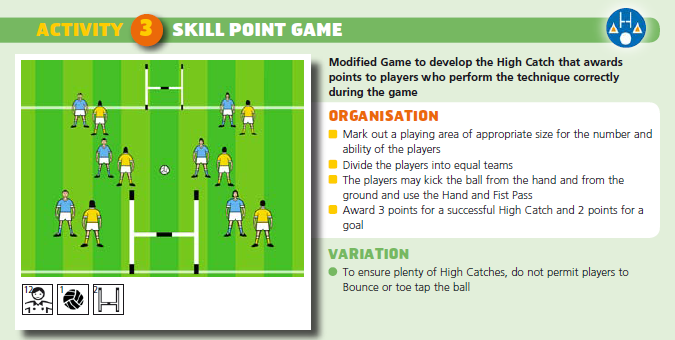 ACTIVITY 3 SKILL POINT GAME
Modified Game to develop the High Catch that awards
points to players who perform the technique correctly
during the game
ORGANISATION
Mark out a playing area of appropriate size for the number and
ability of the players
Divide the players into equal teams
The players may kick the ball from the hand and from the
ground and use the Hand and Fist Pass
Award 3 points for a successful High Catch and 2 points for a
goal
VARIATION
To ensure plenty of High Catches, do not permit players to
Bounce or toe tap the ball
12 1 2